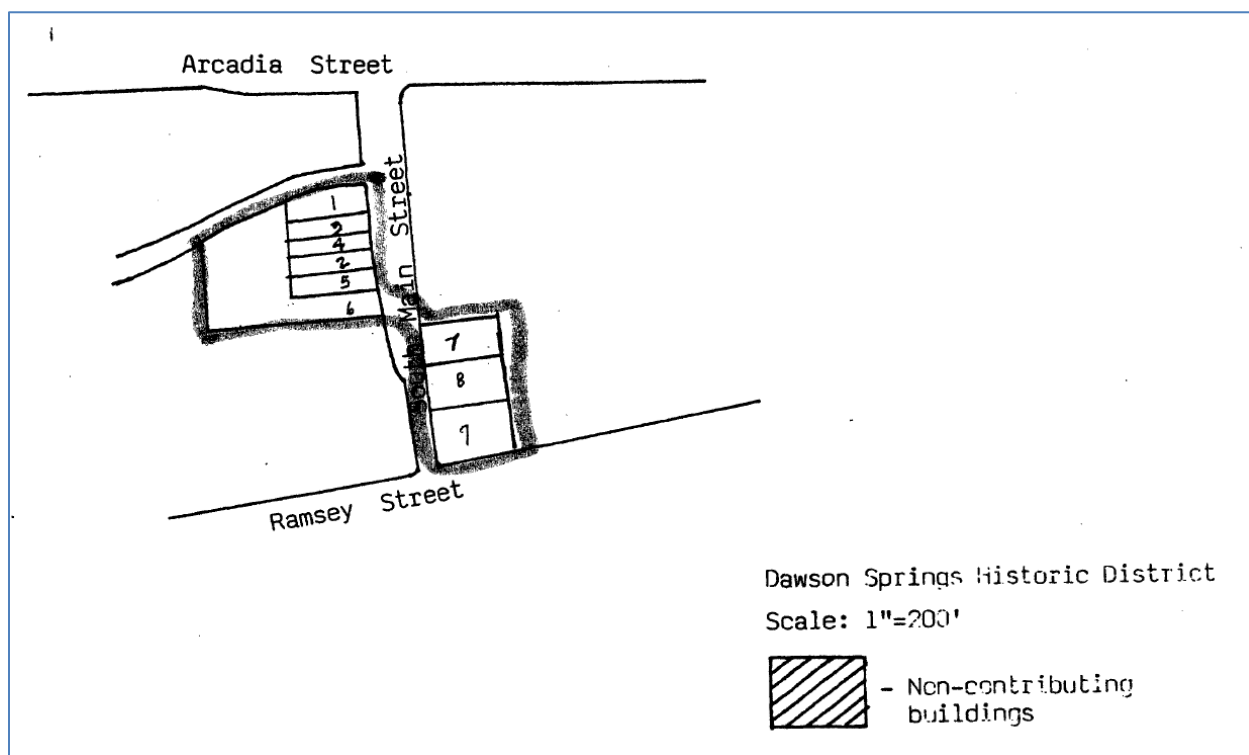 Arcadia Street
South Main Street
1
3
4
2
5
6
7
8
9
Ramsey Street
Dawson Springs Historic District
Scale: 1"=200'
- Non-contributing
buildings